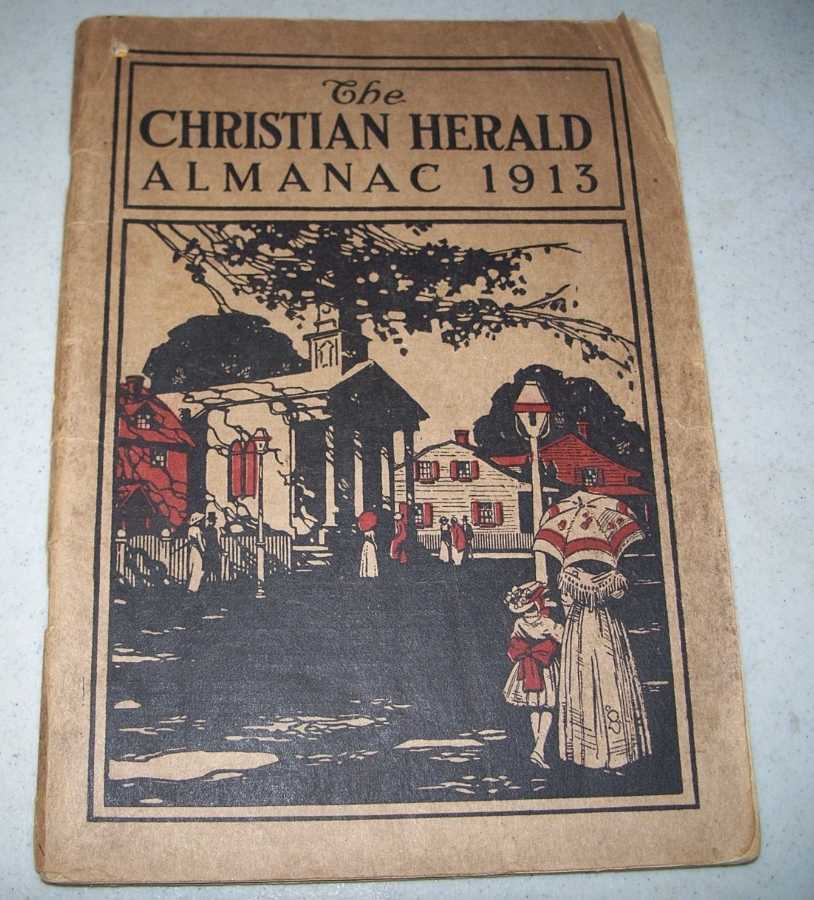 The
CHRISTIAN HERALD
ALMANAC 1913